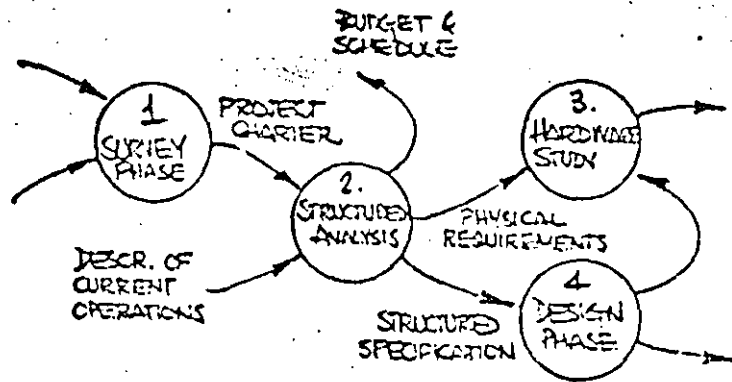 BUDGET &
SCHEDULE
1
SURVEY
PHASE
PROJECT
CHARTER
3.
HARDWARE
STUDY
2.
STRUCTURED
ANALYSIS
PHYSICAL
REQUIREMENTS
DESCR. OF
CURRENT
OPERATIONS
4
DESIGN
PHASE
STRUCTURED
SPECIFICATION